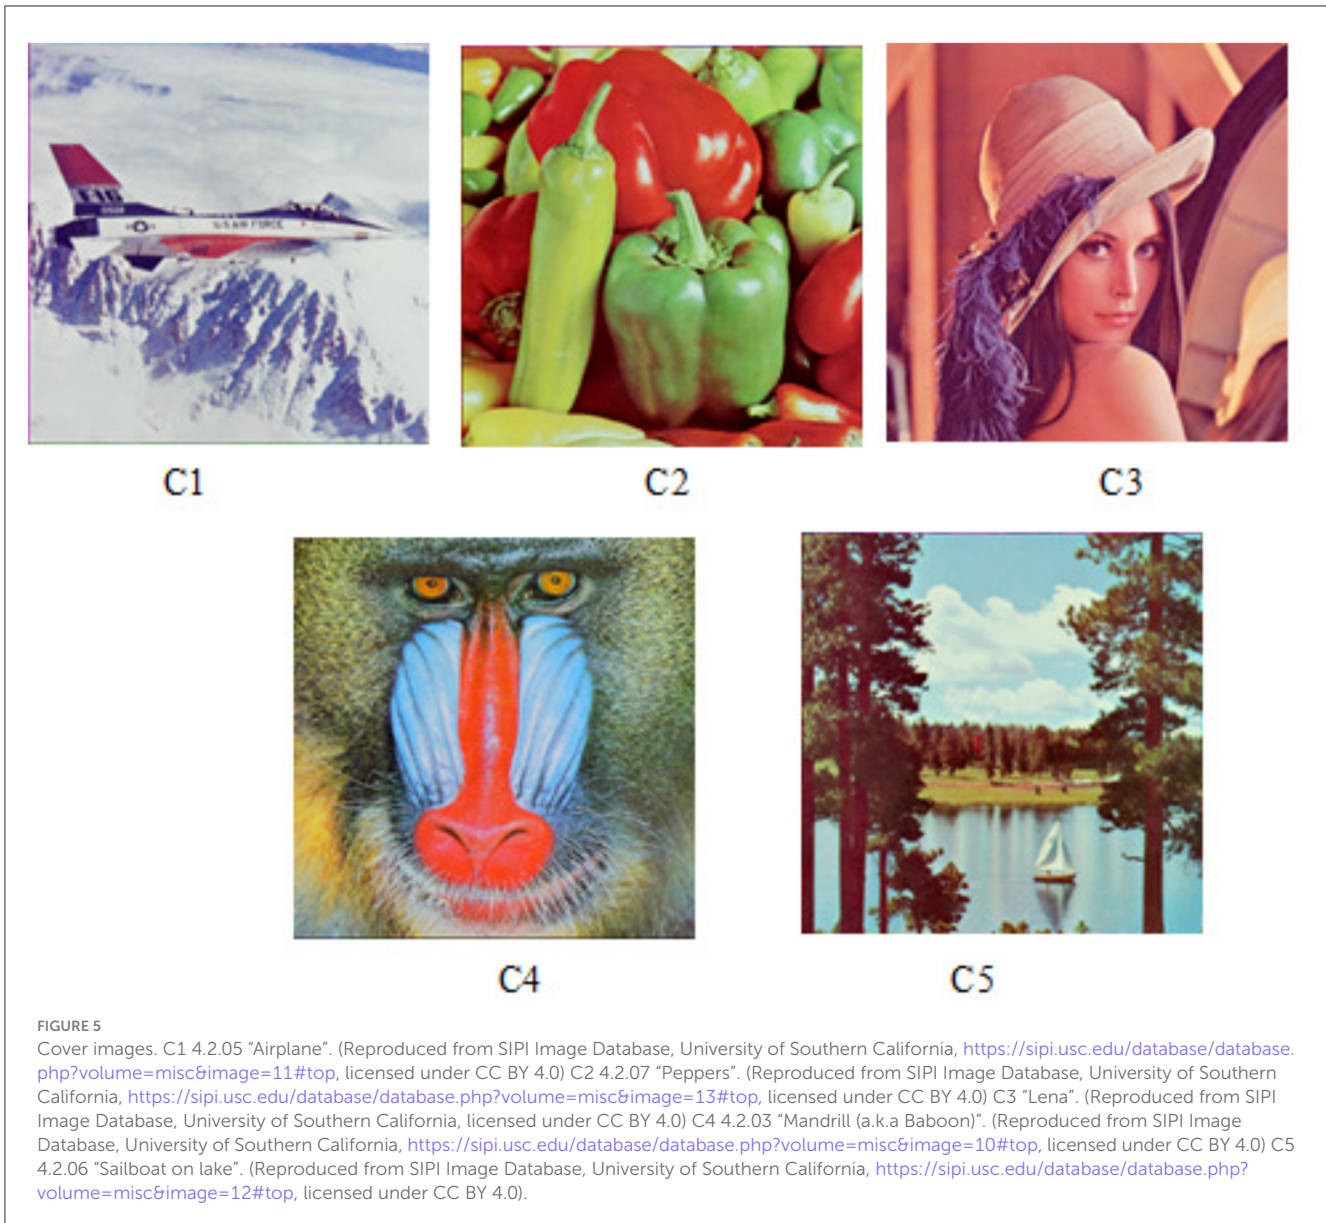 F16
U.S. AIR FORCE
C1
C2
C3
C4
C5
FIGURE 5
Cover images. C1 4.2.05 “Airplane”. (Reproduced from SIPI Image Database, University of Southern California, https://sipi.usc.edu/database/database.
php?volume=misc&image=11#top, licensed under CC BY 4.0) C2 4.2.07 “Peppers”. (Reproduced from SIPI Image Database, University of Southern
California, https://sipi.usc.edu/database/database.php?volume=misc&image=13#top, licensed under CC BY 4.0) C3 “Lena”. (Reproduced from SIPI
Image Database, University of Southern California, licensed under CC BY 4.0) C4 4.2.03 “Mandrill (a.k.a Baboon)”. (Reproduced from SIPI Image
Database, University of Southern California, https://sipi.usc.edu/database/database.php?volume=misc&image=10#top, licensed under CC BY 4.0) C5
4.2.06 “Sailboat on lake”. (Reproduced from SIPI Image Database, University of Southern California, https://sipi.usc.edu/database/database.php?
volume=misc&image=12#top, licensed under CC BY 4.0).